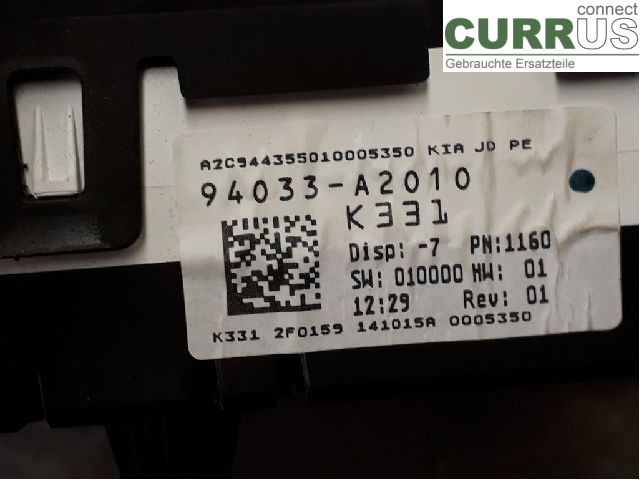 connect
CURRUS
Gebrauchte Ersatzteile
A2C944355010005350 KIA JD PE
94033-A2010
K331
Disp: -7 PN:1160
SW: 010000 HW: 01
12:29 Rev: 01
K331 2F0159 141015A 0005350